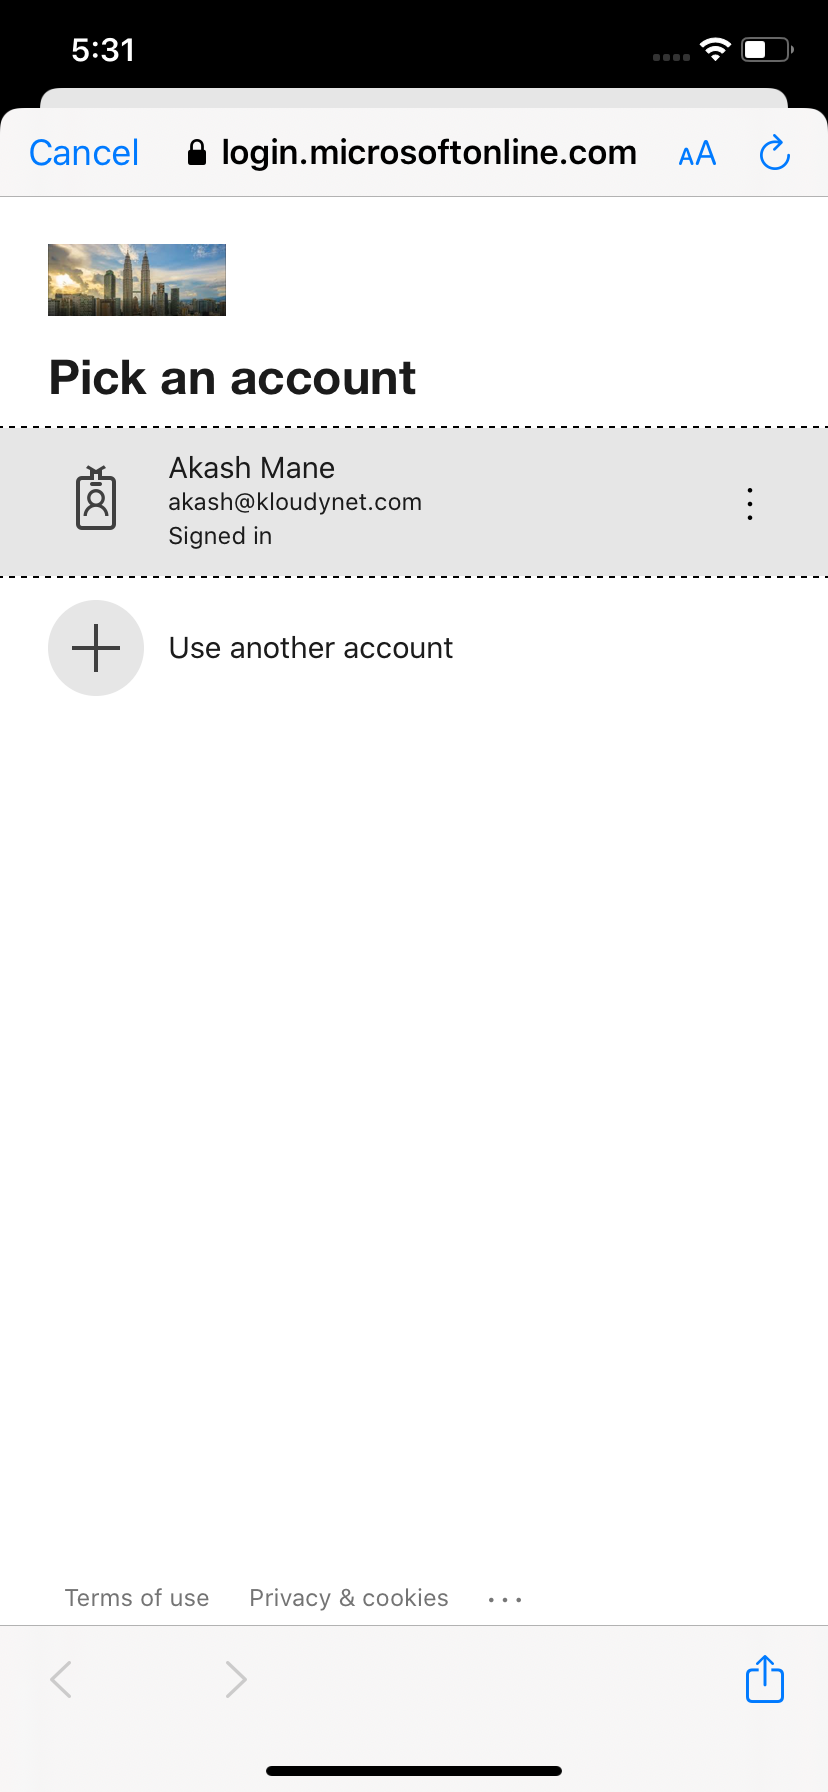 5:31
Cancel login.microsoftonline.com AA
Pick an account
Akash Mane
akash@kloudynet.com
Signed in
Use another account
Terms of use Privacy & cookies ...